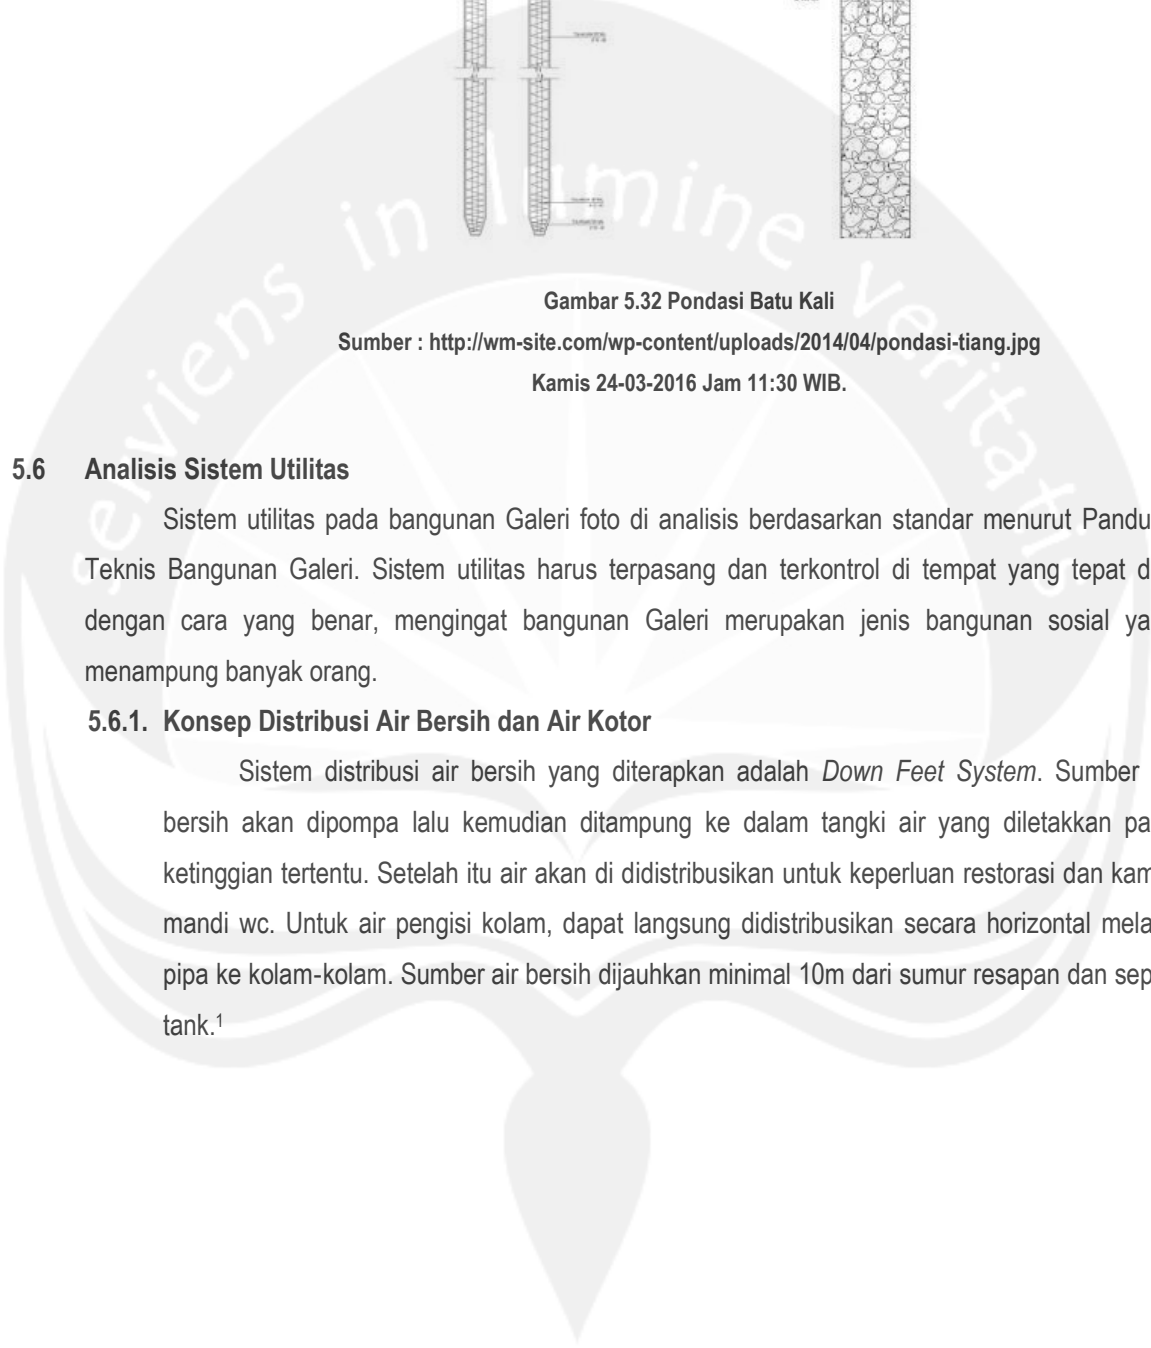 serviens in lumine veritatis
Gambar 5.32 Pondasi Batu Kali
Sumber : http://wm-site.com/wp-content/uploads/2014/04/pondasi-tiang.jpg
Kamis 24-03-2016 Jam 11:30 WIB.
5.6 Analisis Sistem Utilitas
Sistem utilitas pada bangunan Galeri foto di analisis berdasarkan standar menurut Pandu
Teknis Bangunan Galeri. Sistem utilitas harus terpasang dan terkontrol di tempat yang tepat d
dengan cara yang benar, mengingat bangunan Galeri merupakan jenis bangunan sosial ya
menampung banyak orang.
5.6.1. Konsep Distribusi Air Bersih dan Air Kotor
Sistem distribusi air bersih yang diterapkan adalah Down Feet System. Sumber
bersih akan dipompa lalu kemudian ditampung ke dalam tangki air yang diletakkan pa
ketinggian tertentu. Setelah itu air akan di didistribusikan untuk keperluan restorasi dan kam
mandi wc. Untuk air pengisi kolam, dapat langsung didistribusikan secara horizontal mela
pipa ke kolam-kolam. Sumber air bersih dijauhkan minimal 10m dari sumur resapan dan sep
tank.¹